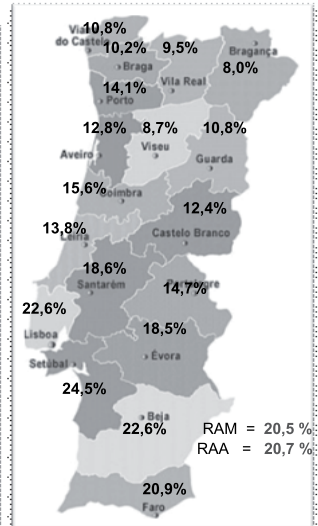 10,8%
Viana
do Castelo
10,2%
9,5%
Bragança
8,0%
Braga
Vila Real
14,1%
Porto
12,8%
8,7%
10,8%
Aveiro
Viseu
Guarda
15,6%
Coimbra
12,4%
13,8%
Leiria
Castelo Branco
18,6%
Santarém
14,7%
Portalegre
22,6%
Lisboa
18,5%
Setúbal
Évora
24,5%
Beja
22,6%
RAM = 20,5 %
RAA = 20,7 %
20,9%
Faro